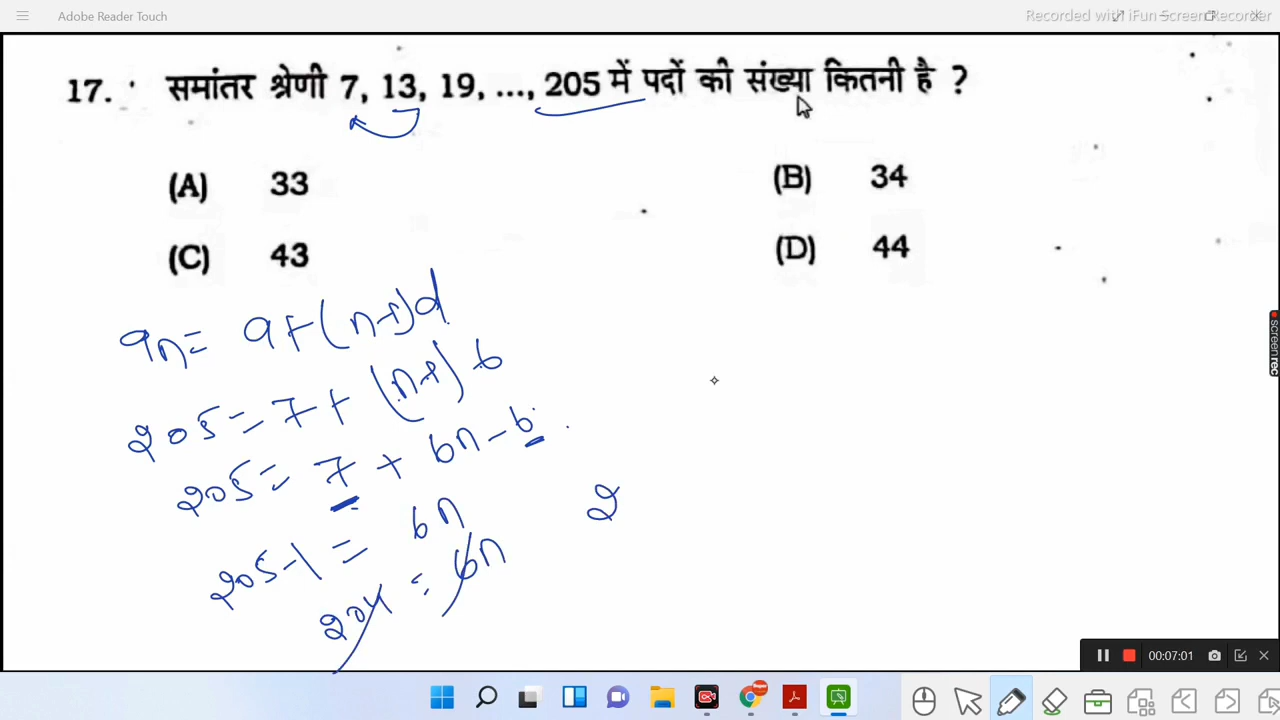 Adobe Reader Touch
Recorded with iFun Screen Recorder
17. समांतर श्रेणी 7, 13, 19, ..., 205 में पदों की संख्या कितनी है ?
(A) 33 (B) 34
(C) 43 (D) 44
an = a+(n-1)d
205 = 7+(n-1)6
205 = 7 + 6n-6
205-1 = 6n
204 = 6n
2
screenrec
00:07:01